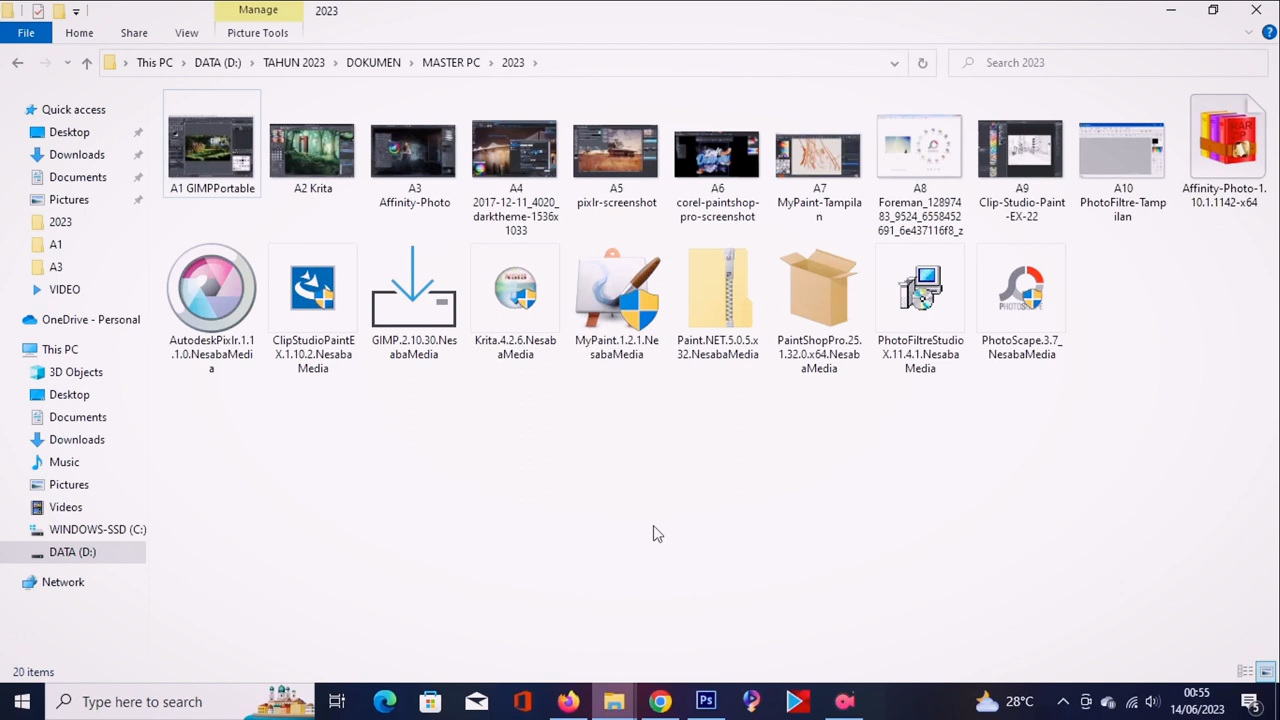 Manage
2023
File
Home
Share
View
Picture Tools
This PC
DATA (D:)
TAHUN 2023
DOKUMEN
MASTER PC
2023
Search 2023
Quick access
Desktop
Downloads
Documents
Pictures
2023
A1
A3
VIDEO
OneDrive - Personal
This PC
3D Objects
Desktop
Documents
Downloads
Music
Pictures
Videos
WINDOWS-SSD (C:)
DATA (D:)
Network
A1 GIMPPortable
A2 Krita
A3
Affinity-Photo
A4
2017-12-11_4020_
darktheme-1536x
1033
A5
pixlr-screenshot
A6
corel-paintshop-
pro-screenshot
A7
MyPaint-Tampila
n
A8
Foreman_128974
83_9524_6558452
691_6e437116f8_z
A9
Clip-Studio-Paint
-EX-22
A10
PhotoFiltre-Tamp
ilan
Affinity-Photo-1.
10.1.1142-x64
AutodeskPixlr.1.1
.1.0.NesabaMedi
a
ClipStudioPaintE
X.1.10.2.Nesaba
Media
GIMP.2.10.30.Nes
abaMedia
Krita.4.2.6.Nesab
aMedia
MyPaint.1.2.1.Ne
sabaMedia
Paint.NET.5.0.5.x
32.NesabaMedia
PaintShopPro.25.
1.32.0.x64.Nesab
aMedia
PhotoFiltreStudio
X.11.4.1.Nesaba
Media
PhotoScape.3.7_
NesabaMedia
20 items
Type here to search
28°C
00:55
14/06/2023